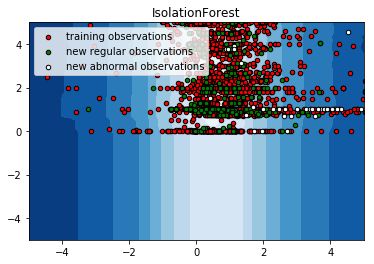 IsolationForest
training observations
new regular observations
new abnormal observations
4
2
0
−2
−4
−4
−2
0
2
4